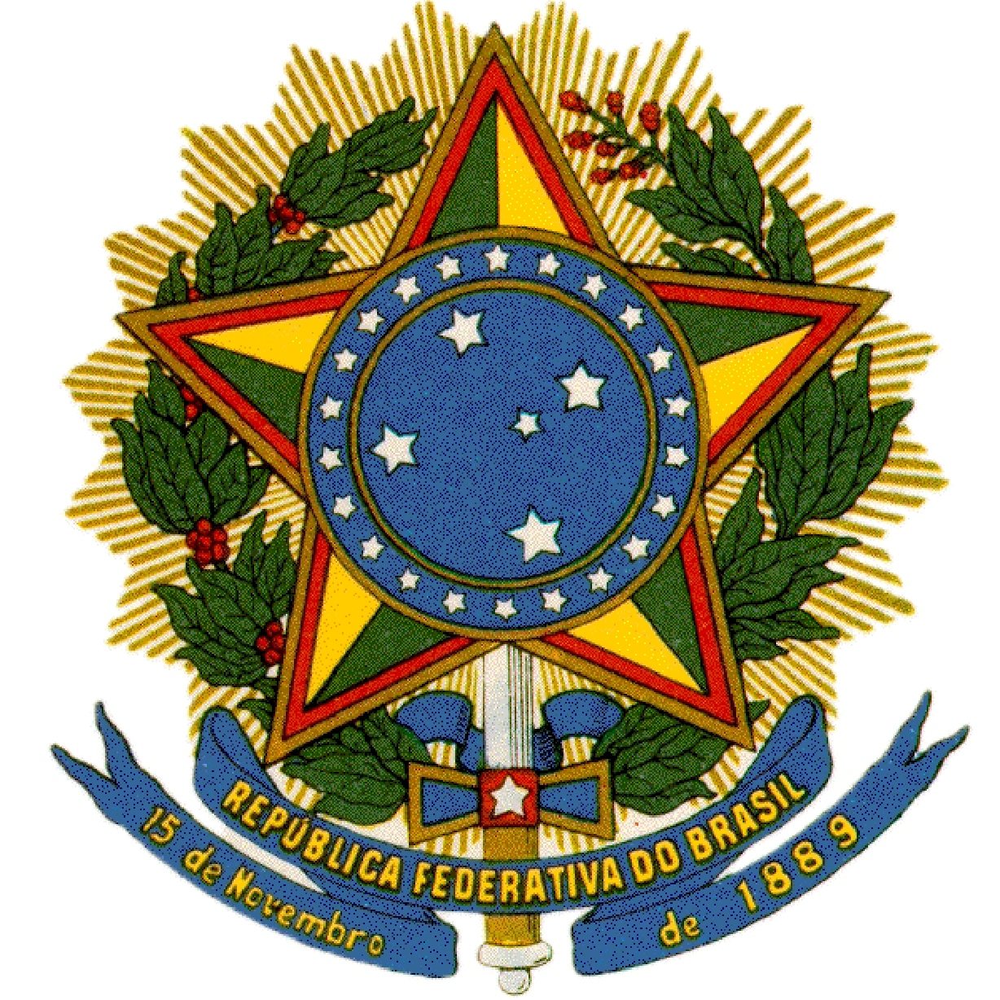 REPÚBLICA FEDERATIVA DO BRASIL
15 de Novembro de 1889